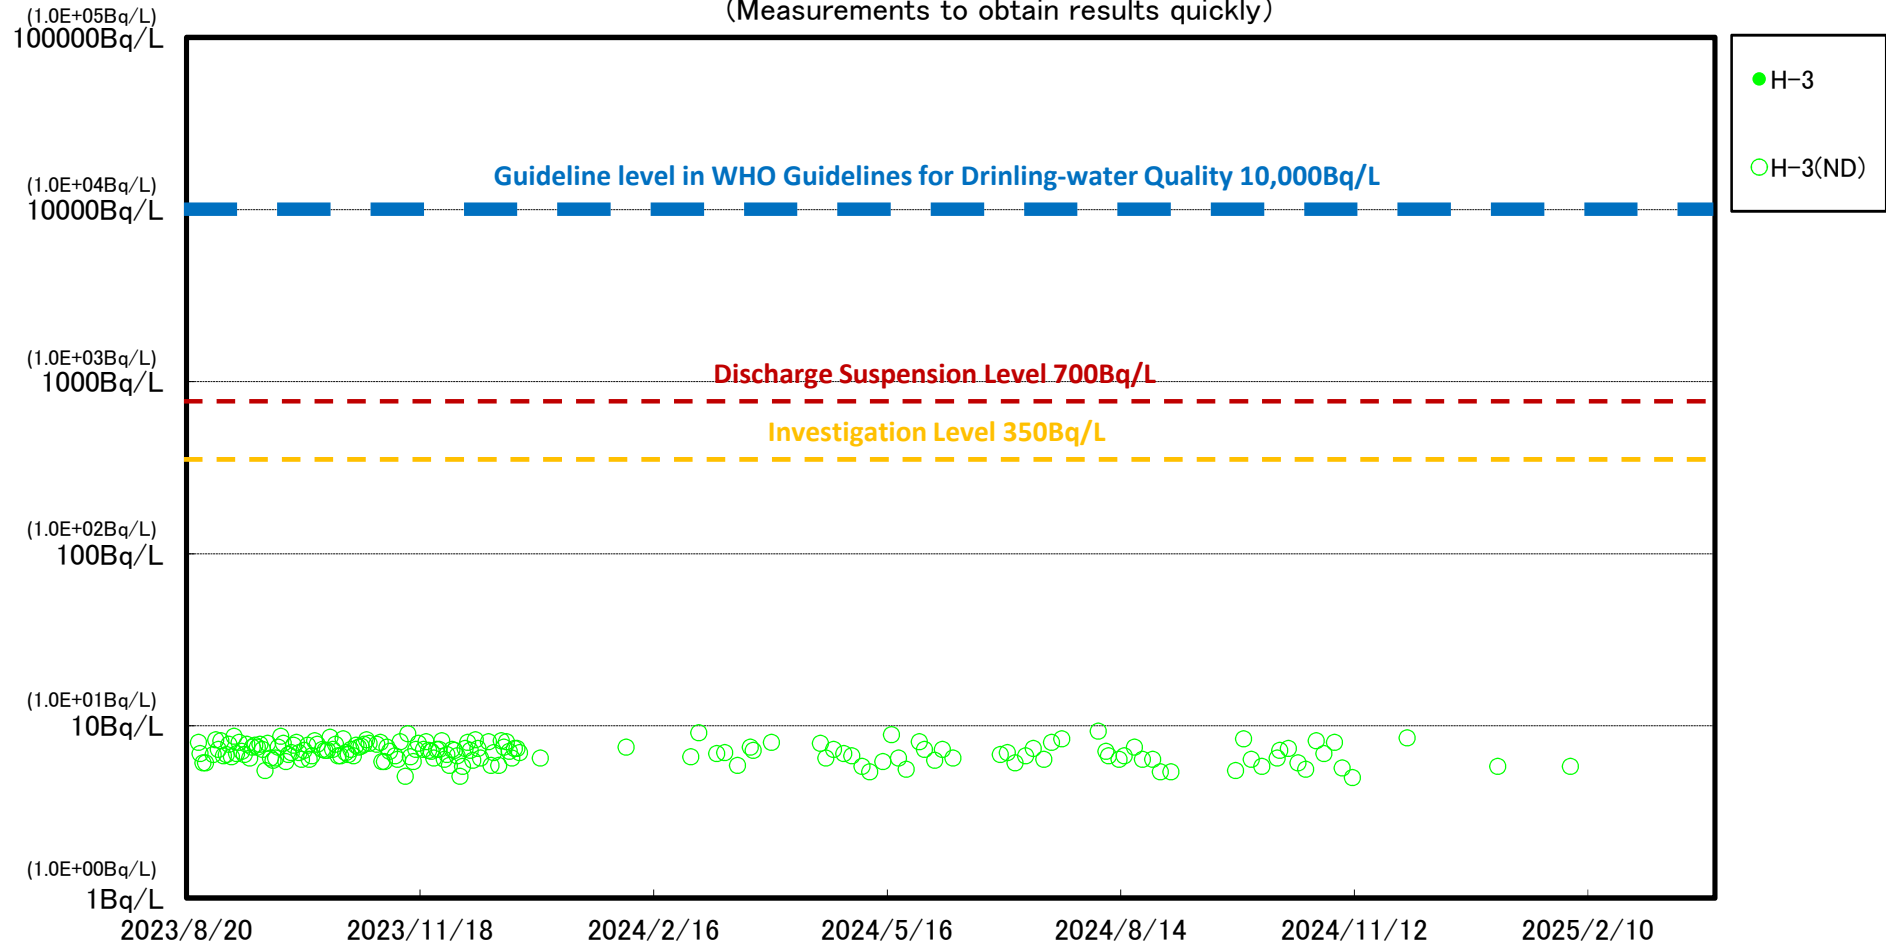 (Measurements to obtain results quickly)
(1.0E+05Bq/L)
100000Bq/L
H-3
H-3(ND)
Guideline level in WHO Guidelines for Drinling-water Quality 10,000Bq/L
(1.0E+04Bq/L)
10000Bq/L
(1.0E+03Bq/L)
1000Bq/L
Discharge Suspension Level 700Bq/L
Investigation Level 350Bq/L
(1.0E+02Bq/L)
100Bq/L
(1.0E+01Bq/L)
10Bq/L
(1.0E+00Bq/L)
1Bq/L
2023/8/20 2023/11/18 2024/2/16 2024/5/16 2024/8/14 2024/11/12 2025/2/10